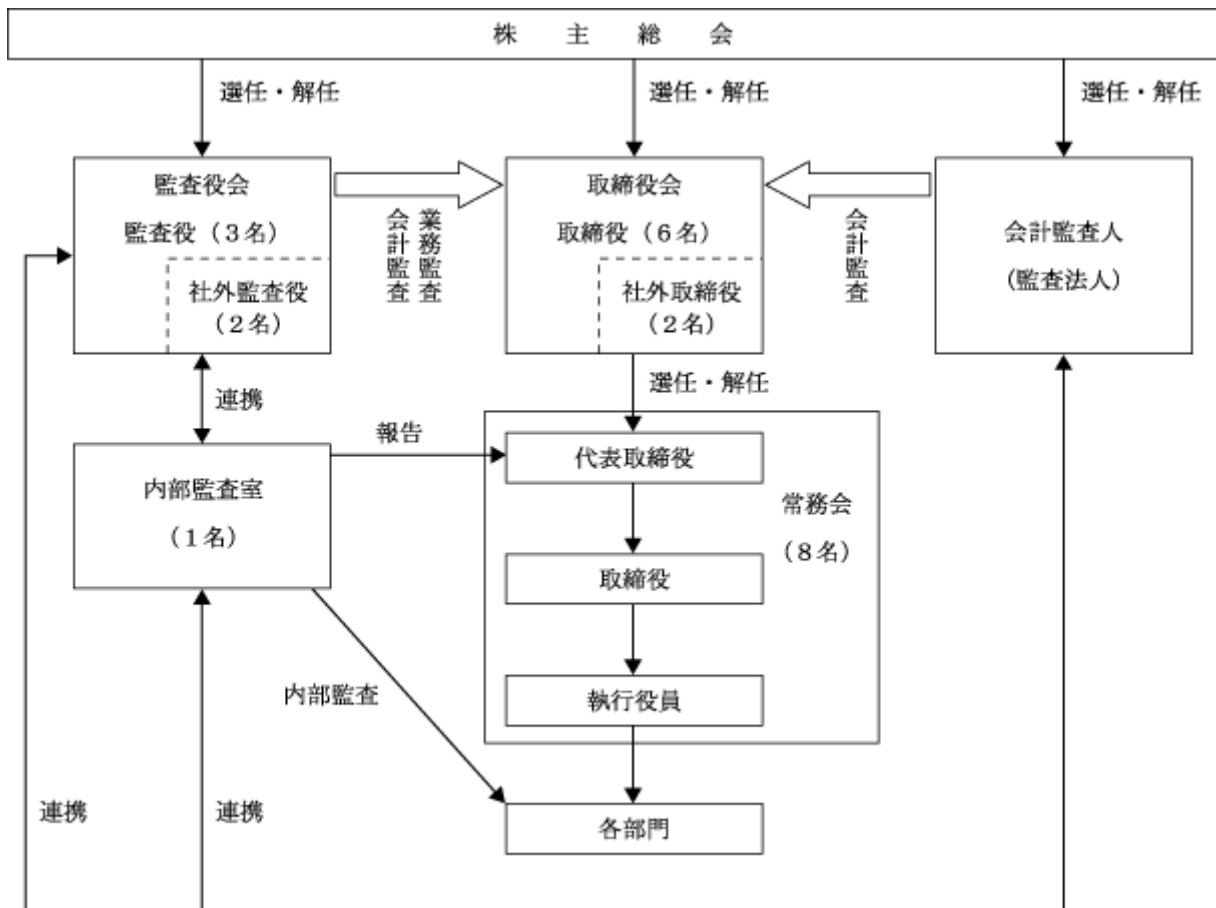 株主総会
選任・解任
選任・解任
選任・解任
監査役会
監査役（３名）
社外監査役
（２名）
業務監査
会計監査
取締役会
取締役（６名）
社外取締役
（２名）
会計監査
会計監査人
（監査法人）
連携
選任・解任
報告
内部監査室
（１名）
代表取締役
常務会
（８名）
取締役
執行役員
内部監査
連携
連携
各部門